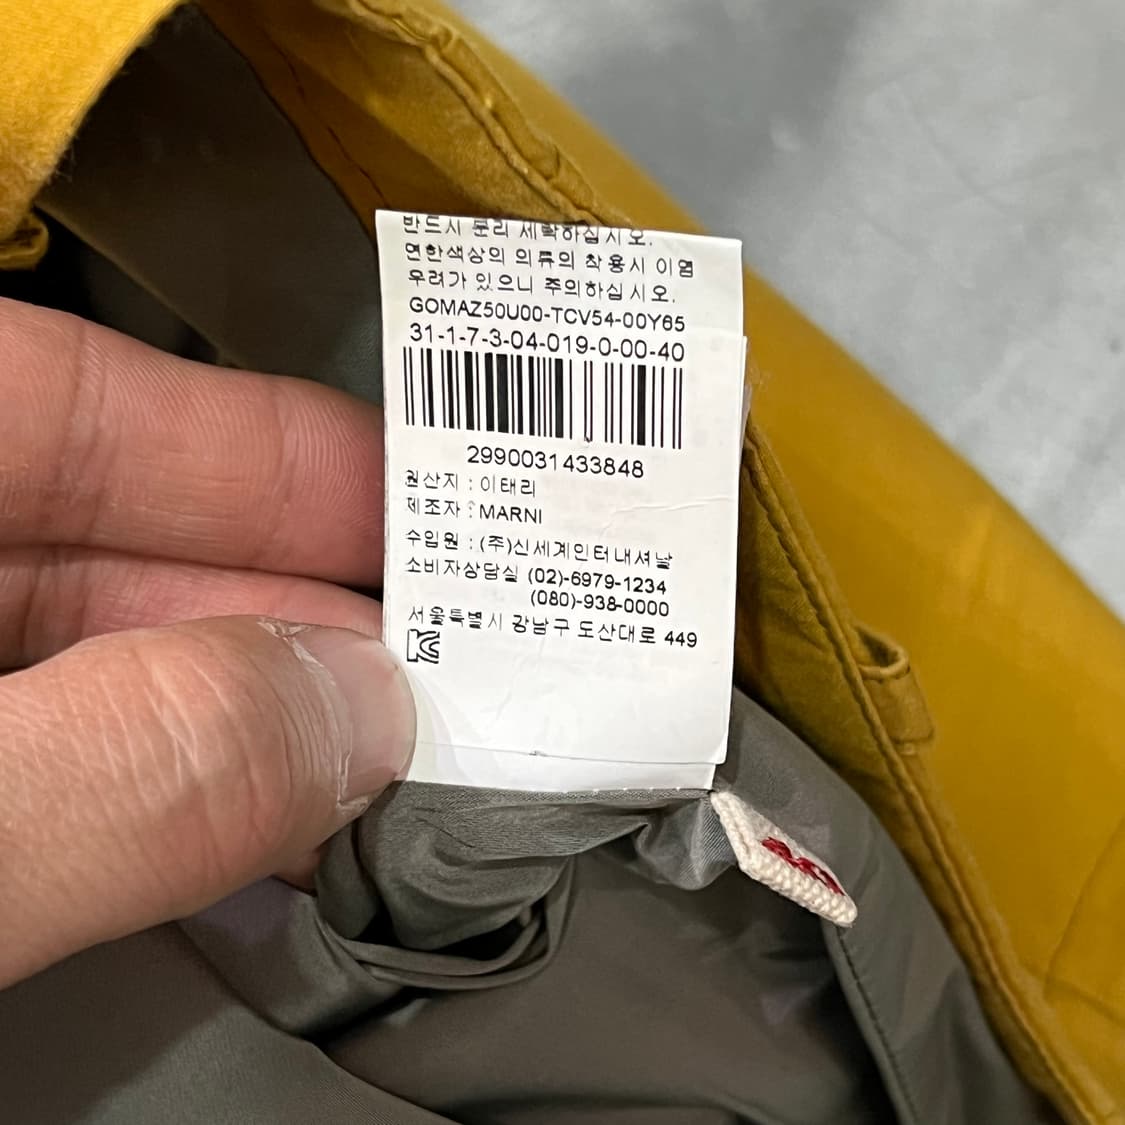 반드시 분리 세탁하십시오.
연한색상의 의류의 착용시 이염
우려가 있으니 주의하십시오.
GOMAZ50U00-TCV54-00Y65
31-1-7-3-04-019-0-00-40
2990031433848
원산지 : 이태리
제조자 : MARNI
수입원 : (주)신세계인터내셔날
소비자상담실 (02)-6979-1234
(080)-938-0000
서울특별시 강남구 도산대로 449